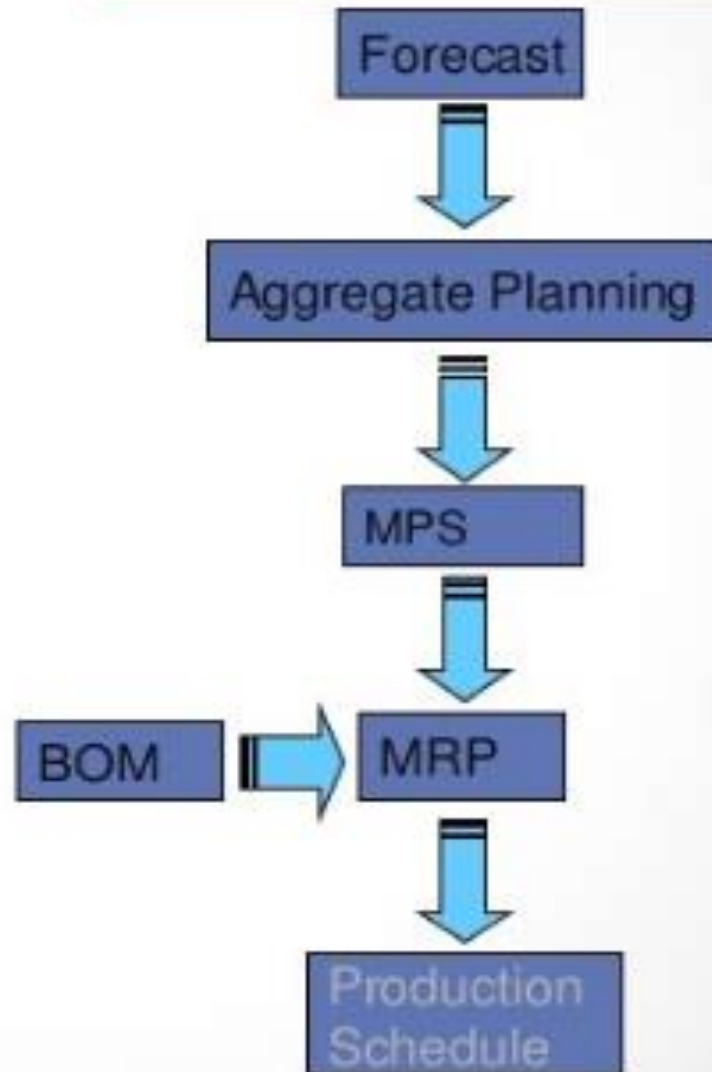 Forecast
Aggregate Planning
MPS
BOM
MRP
Production
Schedule